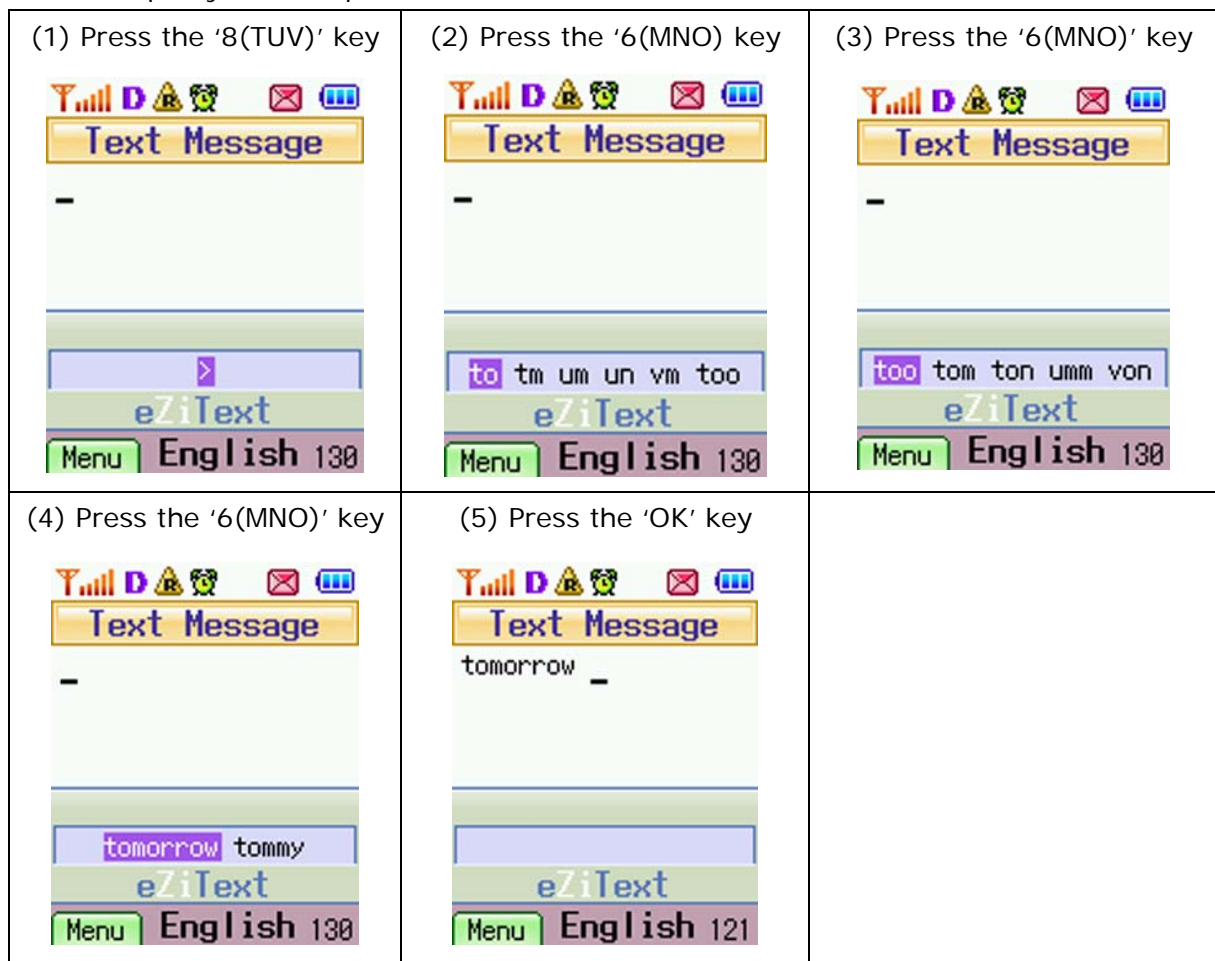 (1) Press the ‘8(TUV)’ key
Text Message
>
eZiText
Menu English 130
(2) Press the ‘6(MNO) key
Text Message
to tm um un vm too
eZiText
Menu English 130
(3) Press the ‘6(MNO)’ key
Text Message
too tom ton umm von
eZiText
Menu English 130
(4) Press the ‘6(MNO)’ key
Text Message
tomorrow tommy
eZiText
Menu English 130
(5) Press the ‘OK’ key
Text Message
tomorrow
eZiText
Menu English 121